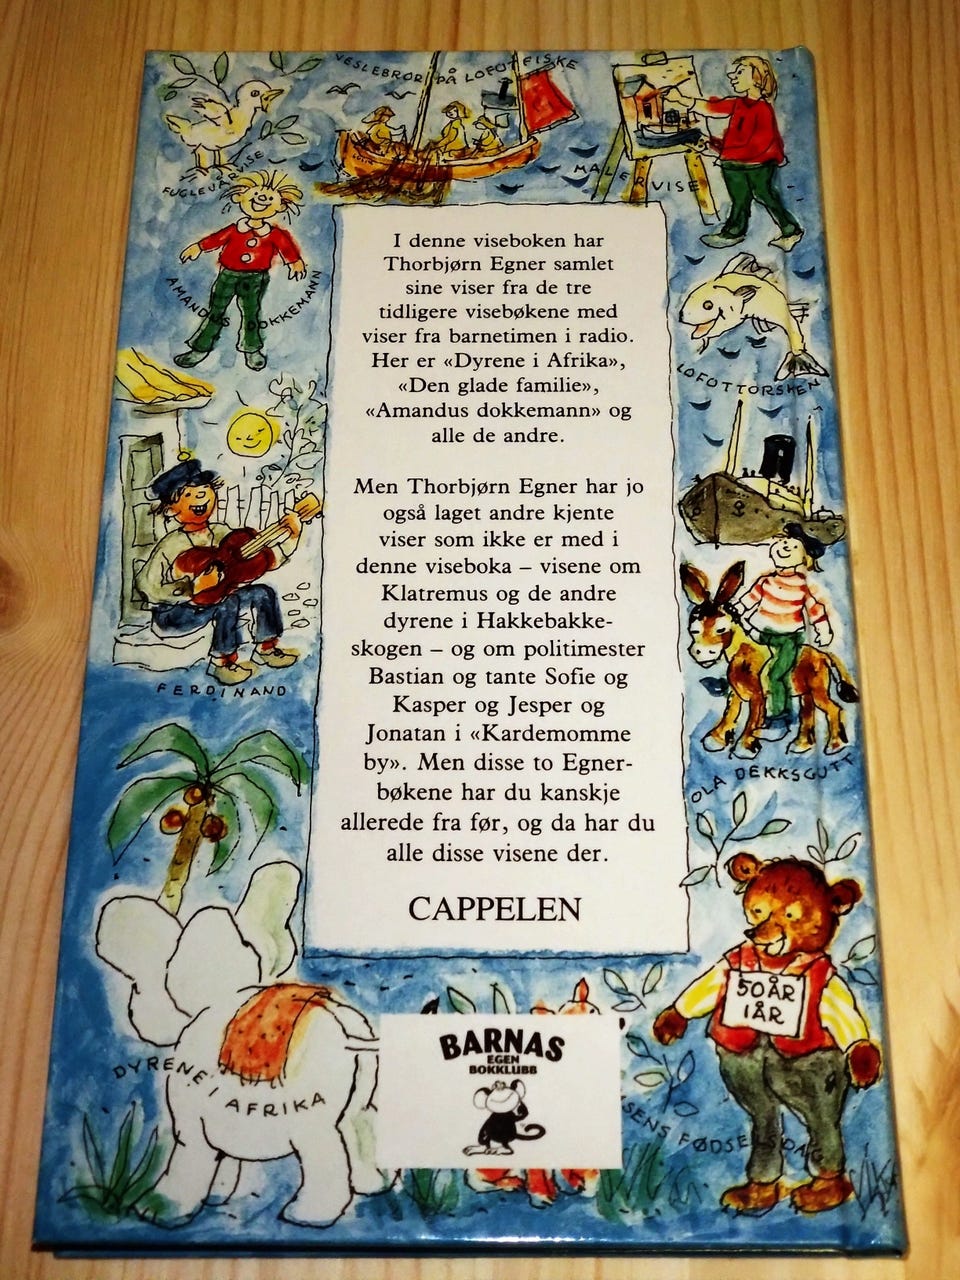 VESLEBROR PÅ LOFOTFISKE
FUGLEUNGVISE
MALERVISE
AMANDUS DOKKEMANN
LOFOTTORSKEN
I denne viseboken har
Thorbjørn Egner samlet
sine viser fra de tre
tidligere visebøkene med
viser fra barnetimen i radio.
Her er «Dyrene i Afrika»,
«Den glade familie»,
«Amandus dokkemann» og
alle de andre.
Men Thorbjørn Egner har jo
også laget andre kjente
viser som ikke er med i
denne viseboka – visene om
Klatremus og de andre
dyrene i Hakkebakke-
skogen – og om politimester
Bastian og tante Sofie og
Kasper og Jesper og
Jonatan i «Kardemomme
by». Men disse to Egner-
bøkene har du kanskje
allerede fra før, og da har du
alle disse visene der.
CAPPELEN
FERDINAND
OLA DEKKSGUTT
50 ÅR
I ÅR
DYRENE I AFRIKA
BARNAS
EGEN
BOKKLUBB
FØDSELSDAG